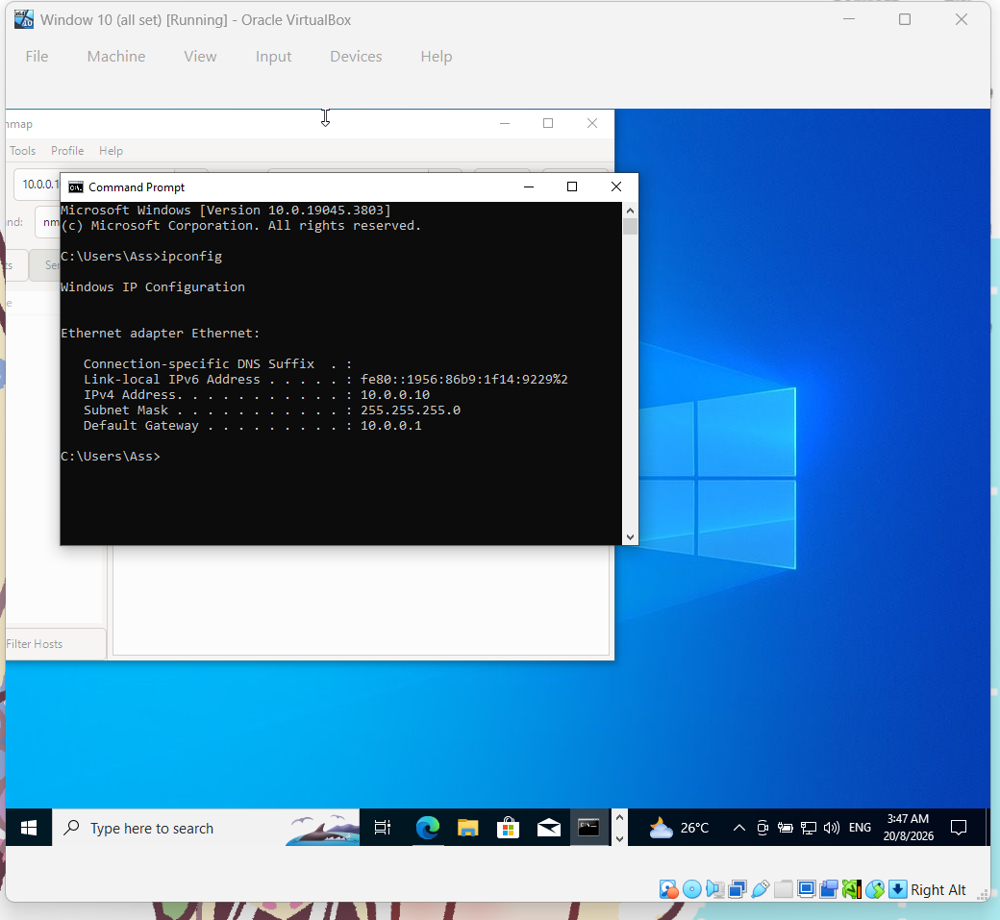 Window 10 (all set) [Running] - Oracle VirtualBox
File Machine View Input Devices Help
nmap
Tools Profile Help
10.0.0.1
nd: nm
ts Ser
e
Command Prompt
Microsoft Windows [Version 10.0.19045.3803]
(c) Microsoft Corporation. All rights reserved.
C:\Users\Ass>ipconfig
Windows IP Configuration
Ethernet adapter Ethernet:
Connection-specific DNS Suffix . :
Link-local IPv6 Address . . . . . : fe80::1956:86b9:1f14:9229%2
IPv4 Address. . . . . . . . . . . : 10.0.0.10
Subnet Mask . . . . . . . . . . . : 255.255.255.0
Default Gateway . . . . . . . . . : 10.0.0.1
C:\Users\Ass>
Filter Hosts
Type here to search
26°C
ENG
3:47 AM
20/8/2026
Right Alt